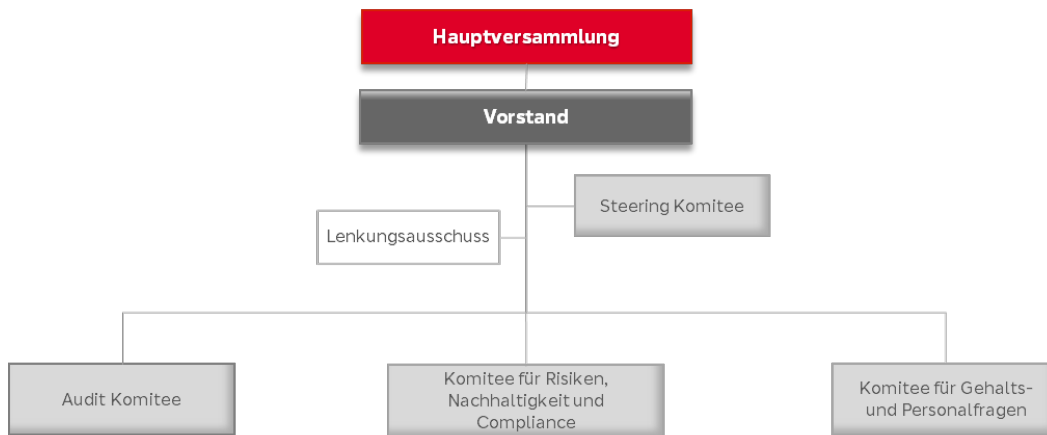 Hauptversammlung
Vorstand
Steering Komitee
Lenkungsausschuss
Audit Komitee
Komitee für Risiken,
Nachhaltigkeit und
Compliance
Komitee für Gehalts-
und Personalfragen